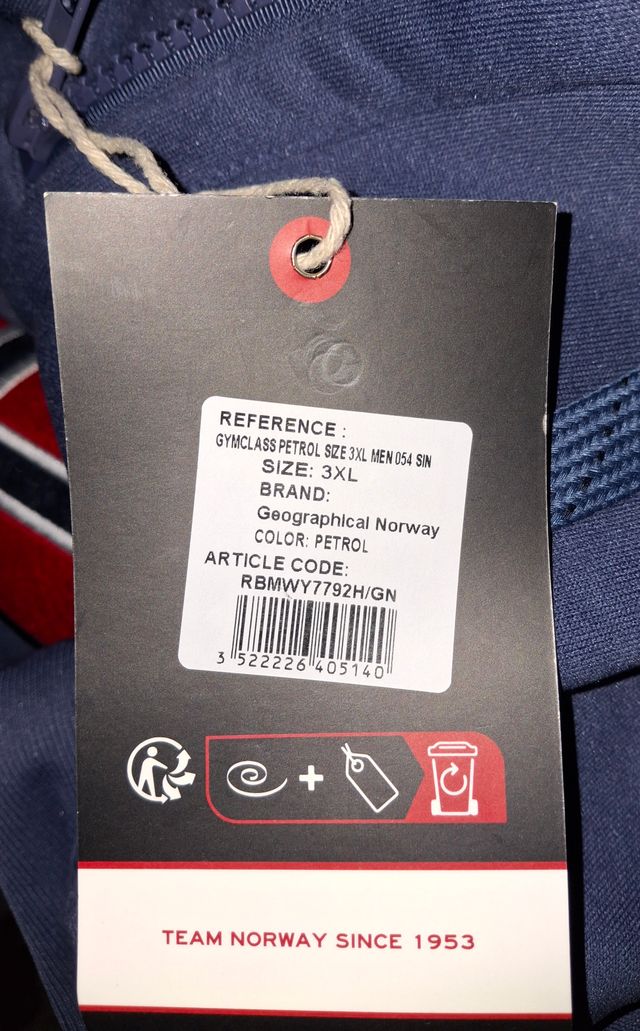 REFERENCE :
GYMCLASS PETROL SIZE 3XL MEN 054 SIN
SIZE: 3XL
BRAND:
Geographical Norway
COLOR: PETROL
ARTICLE CODE:
RBMWY7792H/GN
3 522226 405140
TEAM NORWAY SINCE 1953